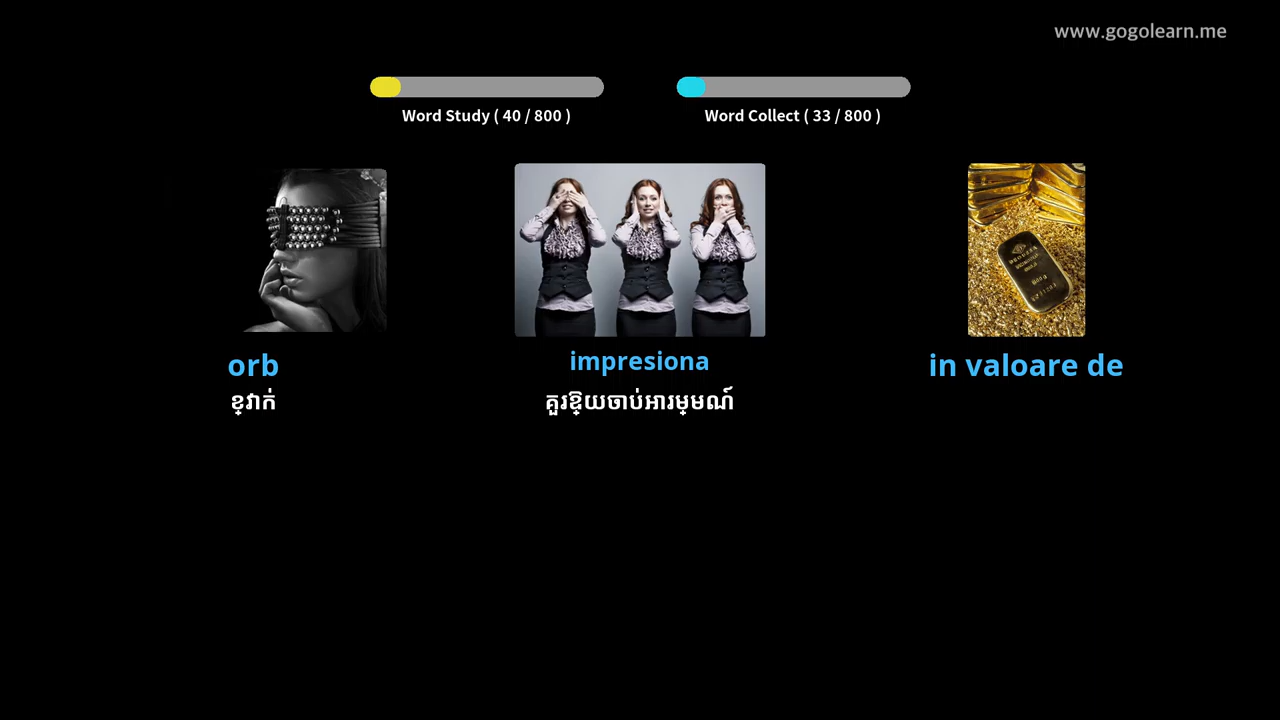 www.gogolearn.me
Word Study ( 40 / 800 )
Word Collect ( 33 / 800 )
orb
impresiona
in valoare de
ខ្វាក់
គួរឱ្យចាប់អារម្មណ៍